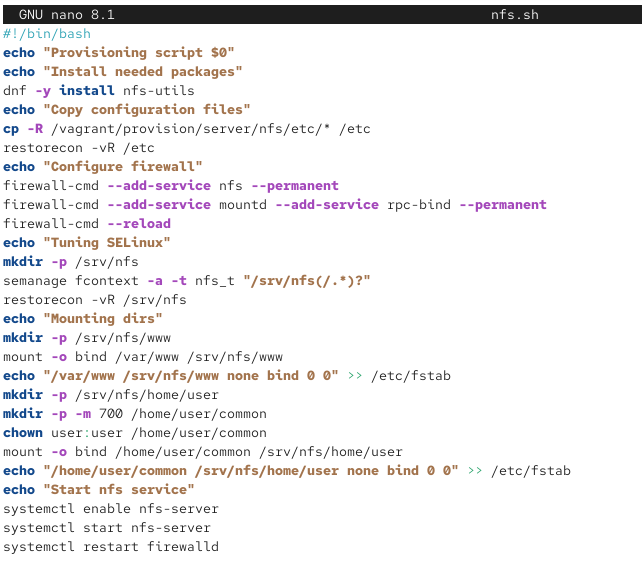 GNU nano 8.1 nfs.sh
#!/bin/bash
echo "Provisioning script $0"
echo "Install needed packages"
dnf -y install nfs-utils
echo "Copy configuration files"
cp -R /vagrant/provision/server/nfs/etc/* /etc
restorecon -vR /etc
echo "Configure firewall"
firewall-cmd --add-service nfs --permanent
firewall-cmd --add-service mountd --add-service rpc-bind --permanent
firewall-cmd --reload
echo "Tuning SELinux"
mkdir -p /srv/nfs
semanage fcontext -a -t nfs_t "/srv/nfs(/.*)?"
restorecon -vR /srv/nfs
echo "Mounting dirs"
mkdir -p /srv/nfs/www
mount -o bind /var/www /srv/nfs/www
echo "/var/www /srv/nfs/www none bind 0 0" >> /etc/fstab
mkdir -p /srv/nfs/home/user
mkdir -p -m 700 /home/user/common
chown user:user /home/user/common
mount -o bind /home/user/common /srv/nfs/home/user
echo "/home/user/common /srv/nfs/home/user none bind 0 0" >> /etc/fstab
echo "Start nfs service"
systemctl enable nfs-server
systemctl start nfs-server
systemctl restart firewalld